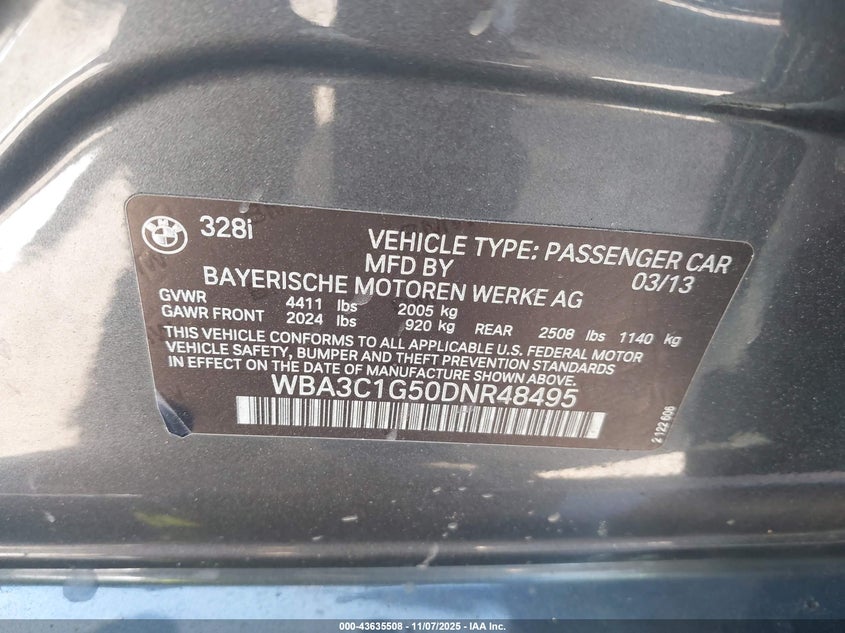 328i
VEHICLE TYPE: PASSENGER CAR
MFD BY 03/13
BAYERISCHE MOTOREN WERKE AG
GVWR 4411 lbs 2005 kg
GAWR FRONT 2024 lbs 920 kg REAR 2508 lbs 1140 kg
THIS VEHICLE CONFORMS TO ALL APPLICABLE U.S. FEDERAL MOTOR
VEHICLE SAFETY, BUMPER AND THEFT PREVENTION STANDARDS
IN EFFECT ON THE DATE OF MANUFACTURE SHOWN ABOVE.
WBA3C1G50DNR48495
2 122 606
000-43635508 - 11/07/2025 - IAA Inc.